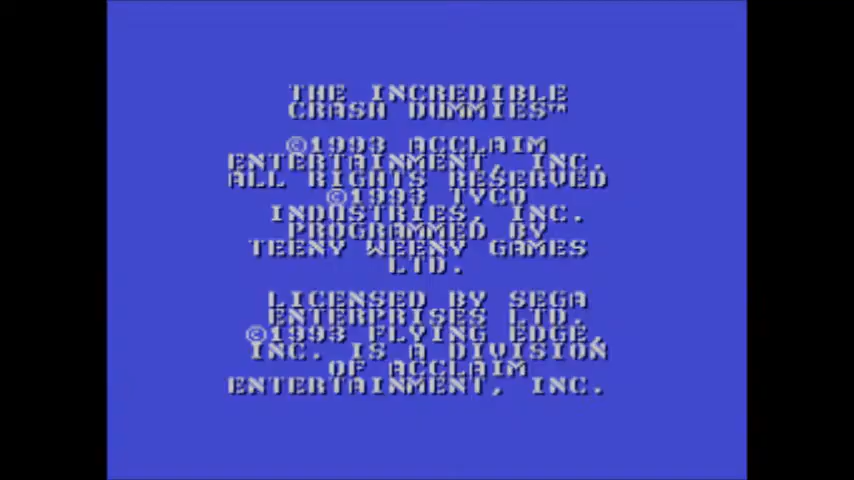 THE INCREDIBLE
CRASH DUMMIES™
©1993 ACCLAIM
ENTERTAINMENT, INC.
ALL RIGHTS RESERVED
©1993 TYCO
INDUSTRIES, INC.
PROGRAMMED BY
TEENY WEENY GAMES
LTD.
LICENSED BY SEGA
ENTERPRISES LTD.
©1993 FLYING EDGE,
INC. IS A DIVISION
OF ACCLAIM
ENTERTAINMENT, INC.